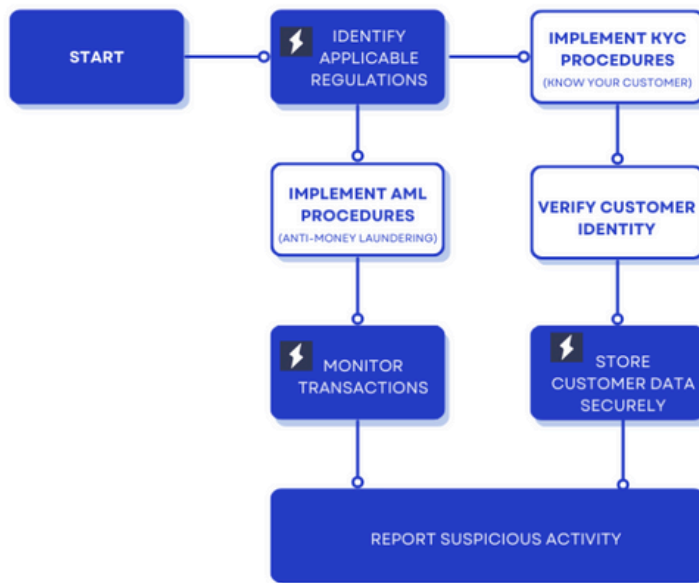 START
IDENTIFY
APPLICABLE
REGULATIONS
IMPLEMENT KYC
PROCEDURES
(KNOW YOUR CUSTOMER)
IMPLEMENT AML
PROCEDURES
(ANTI-MONEY LAUNDERING)
VERIFY CUSTOMER
IDENTITY
MONITOR
TRANSACTIONS
STORE
CUSTOMER DATA
SECURELY
REPORT SUSPICIOUS ACTIVITY